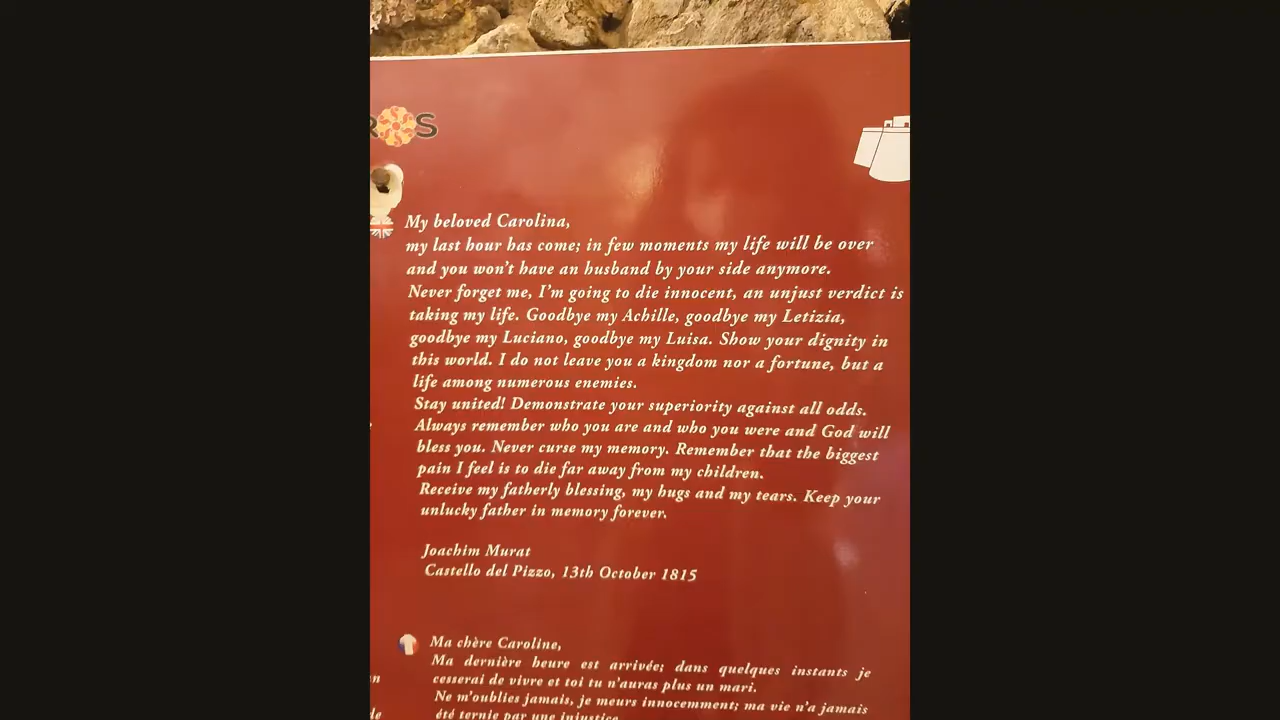 ROS
My beloved Carolina,
my last hour has come; in few moments my life will be over
and you won't have an husband by your side anymore.
Never forget me, I'm going to die innocent, an unjust verdict is
taking my life. Goodbye my Achille, goodbye my Letizia,
goodbye my Luciano, goodbye my Luisa. Show your dignity in
this world. I do not leave you a kingdom nor a fortune, but a
life among numerous enemies.
Stay united! Demonstrate your superiority against all odds.
Always remember who you are and who you were and God will
bless you. Never curse my memory. Remember that the biggest
pain I feel is to die far away from my children.
Receive my fatherly blessing, my hugs and my tears. Keep your
unlucky father in memory forever.
Joachim Murat
Castello del Pizzo, 13th October 1815
Ma chère Caroline,
Ma dernière heure est arrivée; dans quelques instants je
cesserai de vivre et toi tu n'auras plus un mari.
Ne m'oublies jamais, je meurs innocemment; ma vie n'a jamais
été ternie par une injustice